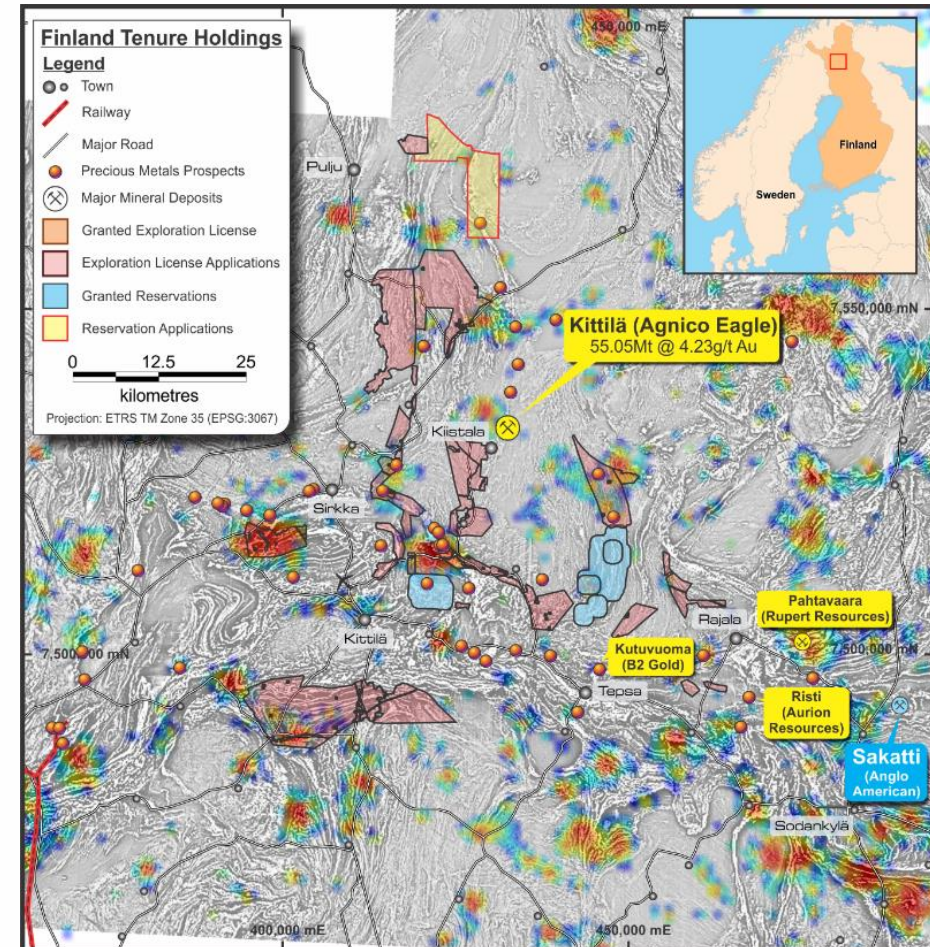 Finland Tenure Holdings
Legend
Town
Railway
Major Road
Precious Metals Prospects
Major Mineral Deposits
Granted Exploration License
Exploration License Applications
Granted Reservations
Reservation Applications
0 12.5 25
kilometres
Projection: ETRS TM Zone 35 (EPSG:3067)
450,000 mE
Finland
Sweden
Pulju
7,550,000 mN
Kittilä (Agnico Eagle)
55.05Mt @ 4.23g/t Au
Kiistala
Sirkka
Kittilä
Rajala
Pahtavaara
(Rupert Resources)
7,500,000 mN
7,500,000 mN
Kutuvuoma
(B2 Gold)
Tepsa
Risti
(Aurion
Resources)
Sakatti
(Anglo
American)
Sodankylä
400,000 mE
450,000 mE